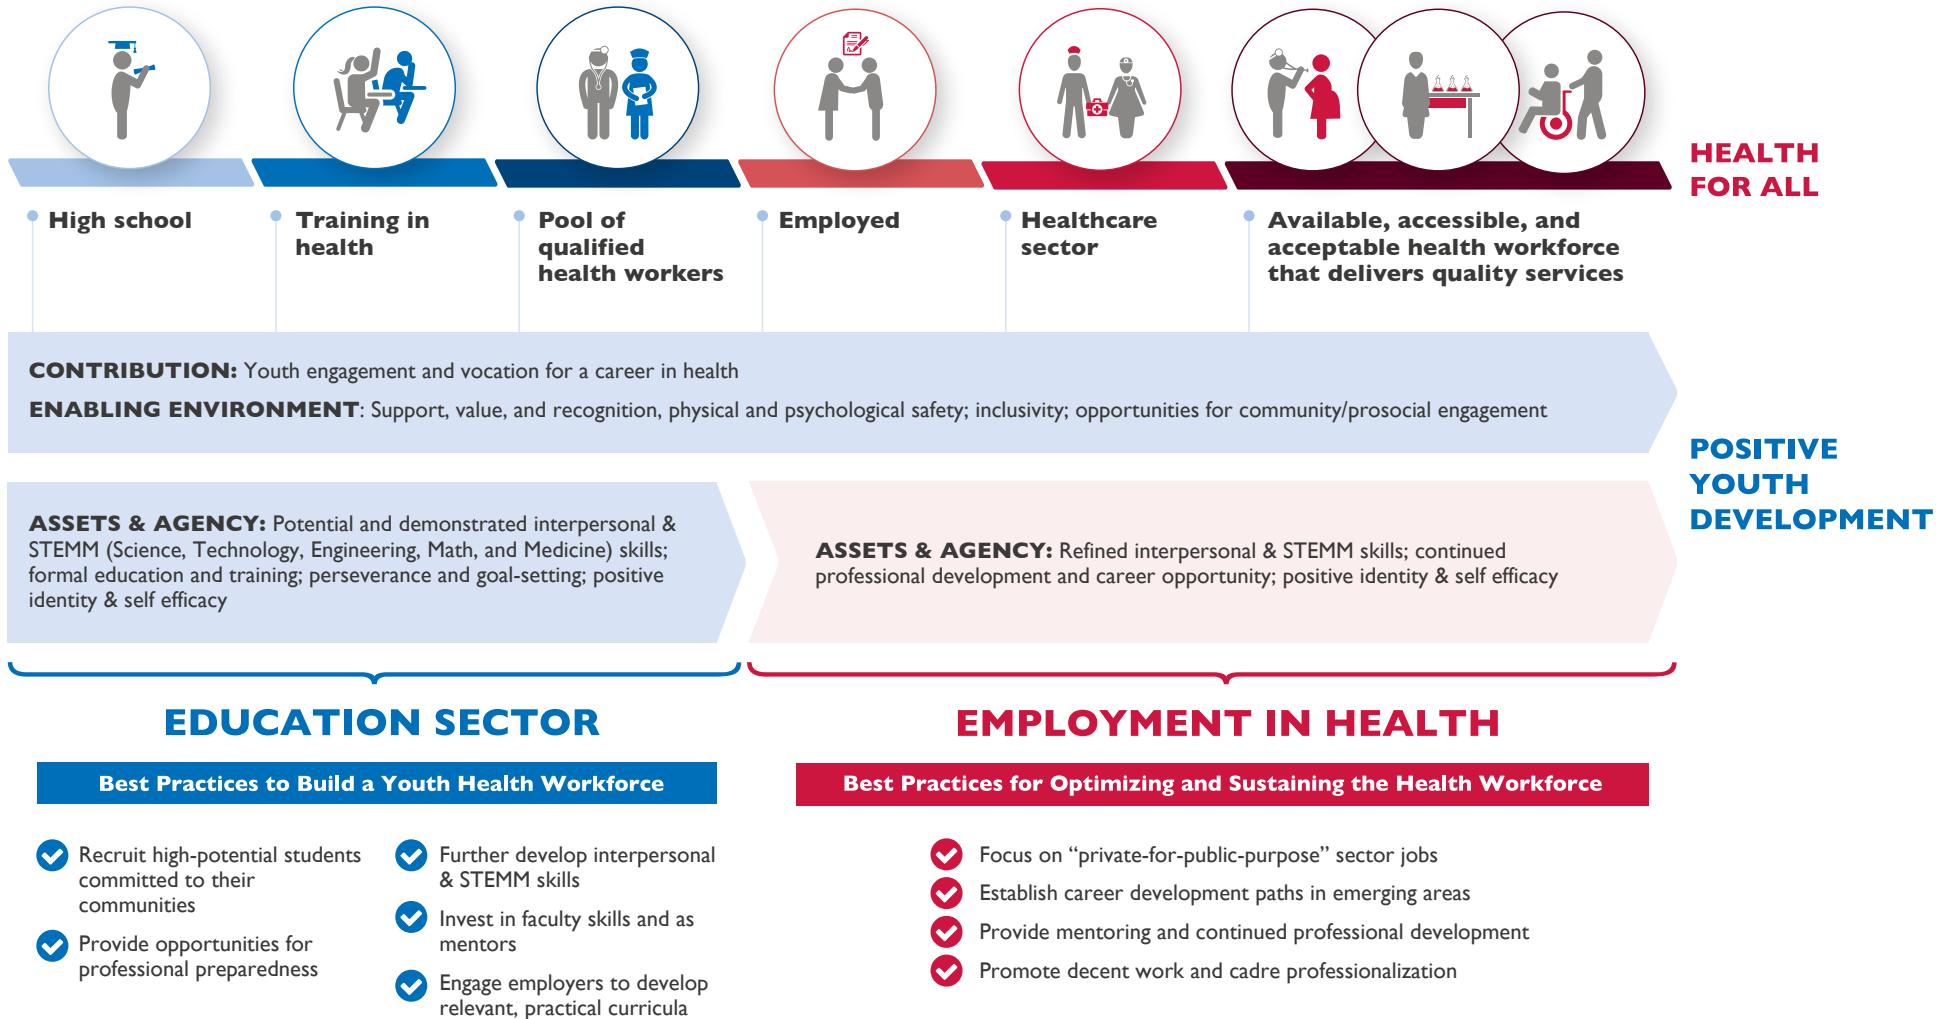 High school
Training in
health
Pool of
qualified
health workers
Employed
Healthcare
sector
Available, accessible, and
acceptable health workforce
that delivers quality services
HEALTH
FOR ALL
CONTRIBUTION: Youth engagement and vocation for a career in health
ENABLING ENVIRONMENT: Support, value, and recognition, physical and psychological safety; inclusivity; opportunities for community/prosocial engagement
POSITIVE
YOUTH
DEVELOPMENT
ASSETS & AGENCY: Potential and demonstrated interpersonal &
STEMM (Science, Technology, Engineering, Math, and Medicine) skills;
formal education and training; perseverance and goal-setting; positive
identity & self efficacy
ASSETS & AGENCY: Refined interpersonal & STEMM skills; continued
professional development and career opportunity; positive identity & self efficacy
EDUCATION SECTOR
Best Practices to Build a Youth Health Workforce
Recruit high-potential students
committed to their
communities
Provide opportunities for
professional preparedness
Further develop interpersonal
& STEMM skills
Invest in faculty skills and as
mentors
Engage employers to develop
relevant, practical curricula
EMPLOYMENT IN HEALTH
Best Practices for Optimizing and Sustaining the Health Workforce
Focus on “private-for-public-purpose” sector jobs
Establish career development paths in emerging areas
Provide mentoring and continued professional development
Promote decent work and cadre professionalization